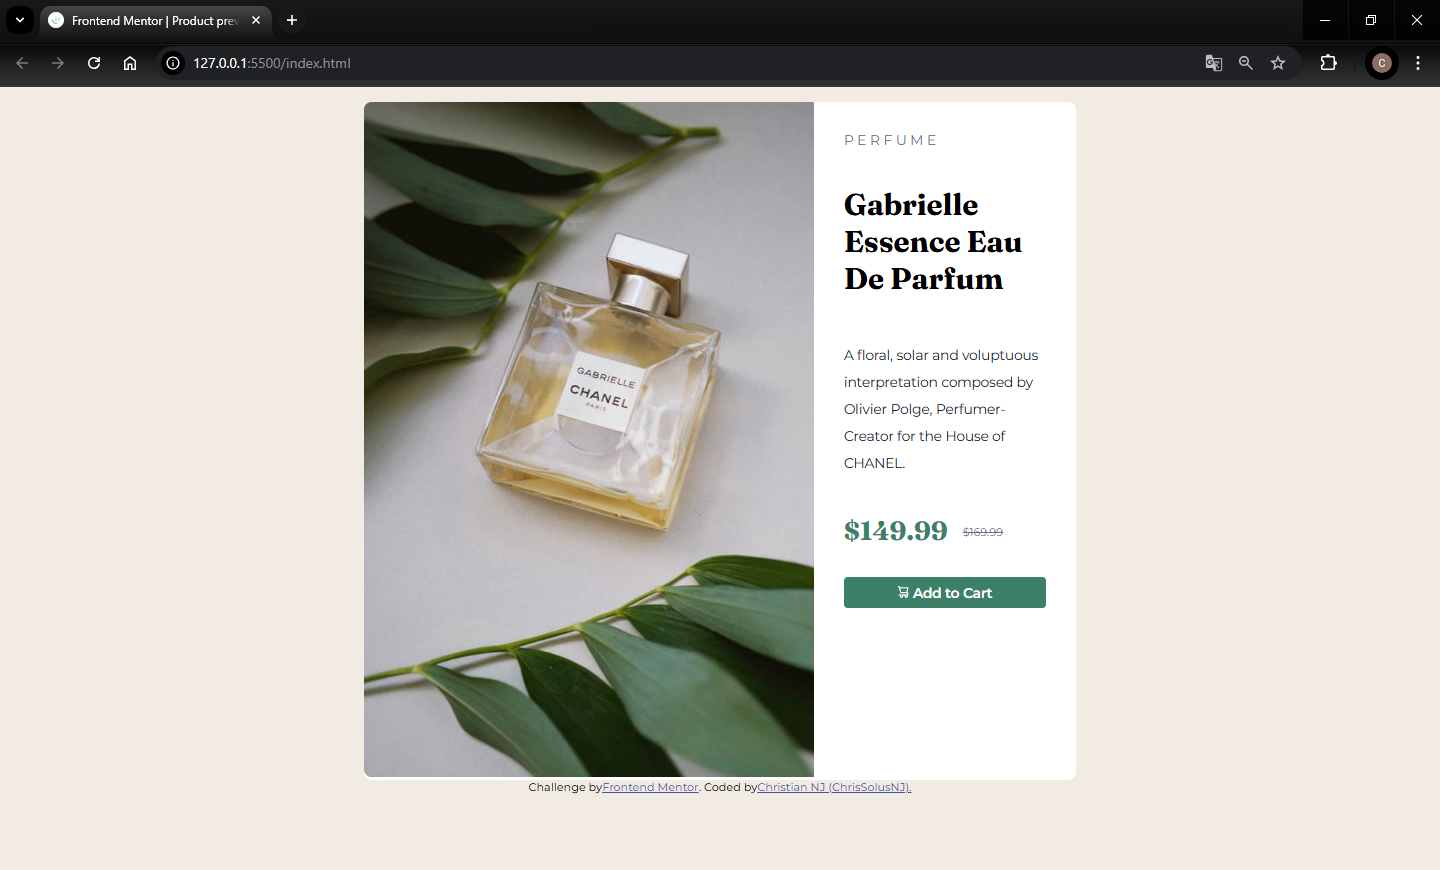 Frontend Mentor | Product prev
127.0.0.1:5500/index.html
C
PERFUME
Gabrielle
Essence Eau
De Parfum
A floral, solar and voluptuous
interpretation composed by
Olivier Polge, Perfumer-
Creator for the House of
CHANEL.
$149.99 $169.99
Add to Cart
GABRIELLE
CHANEL
PARIS
Challenge byFrontend Mentor. Coded byChristian NJ (ChrisSolusNJ).